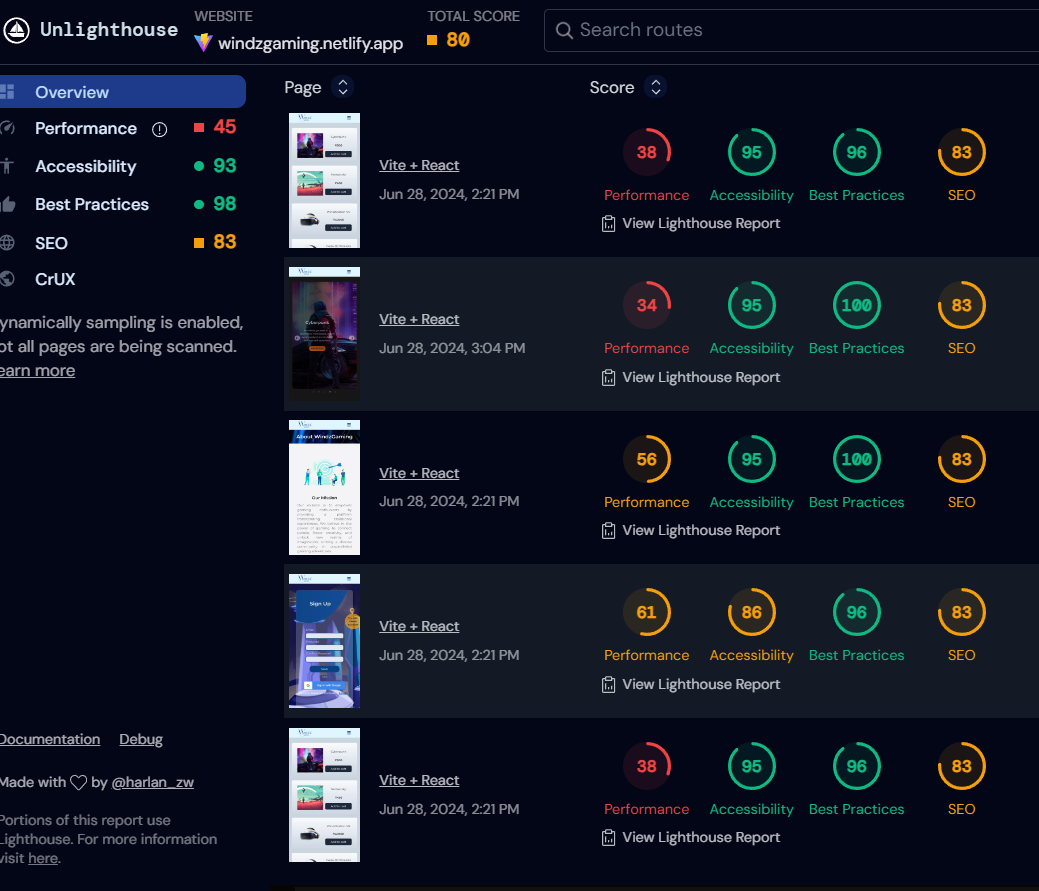 Unlighthouse
WEBSITE
windzgaming.netlify.app
TOTAL SCORE
80
Search routes
Overview
Performance 45
Accessibility 93
Best Practices 98
SEO 83
CrUX
ynamically sampling is enabled,
ot all pages are being scanned.
earn more
Page
Score
Vite + React
Jun 28, 2024, 2:21 PM
38 95 96 83
Performance Accessibility Best Practices SEO
View Lighthouse Report
Cyberpunk
Vite + React
Jun 28, 2024, 3:04 PM
34 95 100 83
Performance Accessibility Best Practices SEO
View Lighthouse Report
About WindzGaming
Our Mission
Vite + React
Jun 28, 2024, 2:21 PM
56 95 100 83
Performance Accessibility Best Practices SEO
View Lighthouse Report
Sign Up
Vite + React
Jun 28, 2024, 2:21 PM
61 86 96 83
Performance Accessibility Best Practices SEO
View Lighthouse Report
Vite + React
Jun 28, 2024, 2:21 PM
38 95 96 83
Performance Accessibility Best Practices SEO
View Lighthouse Report
Documentation Debug
Made with by @harlan_zw
Portions of this report use
Lighthouse. For more information
visit here.